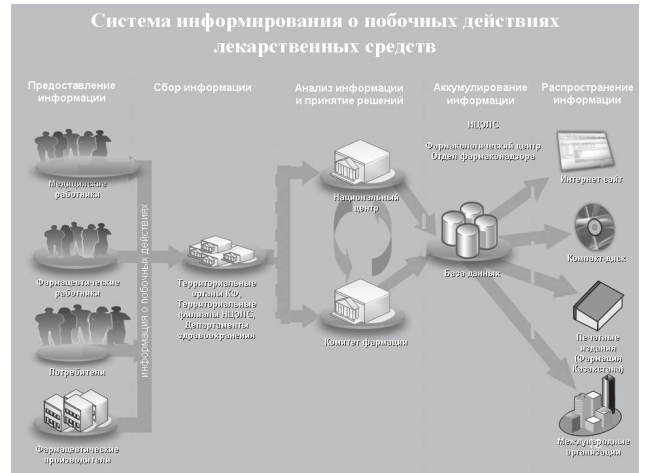 Система информирования о побочных действиях
лекарственных средств
Предоставление
информации
Сбор информации
Анализ информации
и принятие решений
Аккумулирование
информации
Распространение
информации
Медицинские
работники
Фармацевтические
работники
Потребители
Фармацевтические
производители
информация о побочных действиях
Территориальные
органы КФ,
Территориальные
филиалы НЦЭЛС,
Департаменты
здравоохранения
Национальный
центр
Комитет фармации
НЦЭЛС
Фармакологический центр
Отдел фармаконадзора
База данных
Интернет сайт
Компакт-диск
Печатные
издания
(Фармация
Казахстана)
Международные
организации